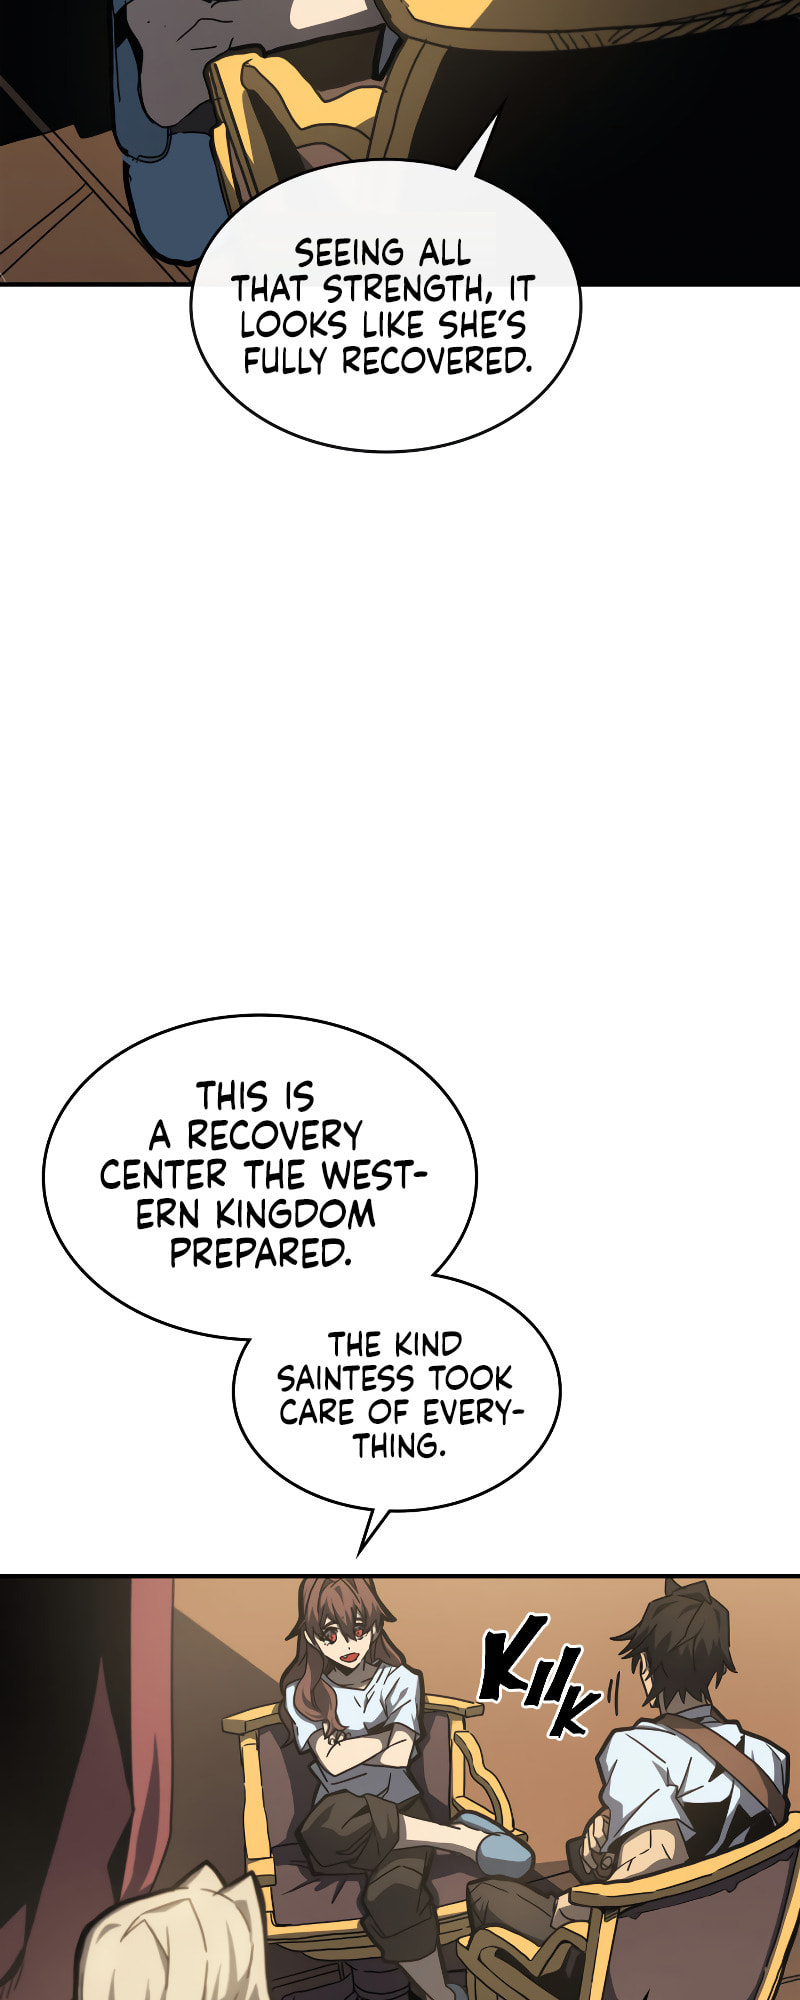 SEEING ALL
THAT STRENGTH, IT
LOOKS LIKE SHE'S
FULLY RECOVERED.
THIS IS
A RECOVERY
CENTER THE WEST-
ERN KINGDOM
PREPARED.
THE KIND
SAINTESS TOOK
CARE OF EVERY-
THING.
KIK